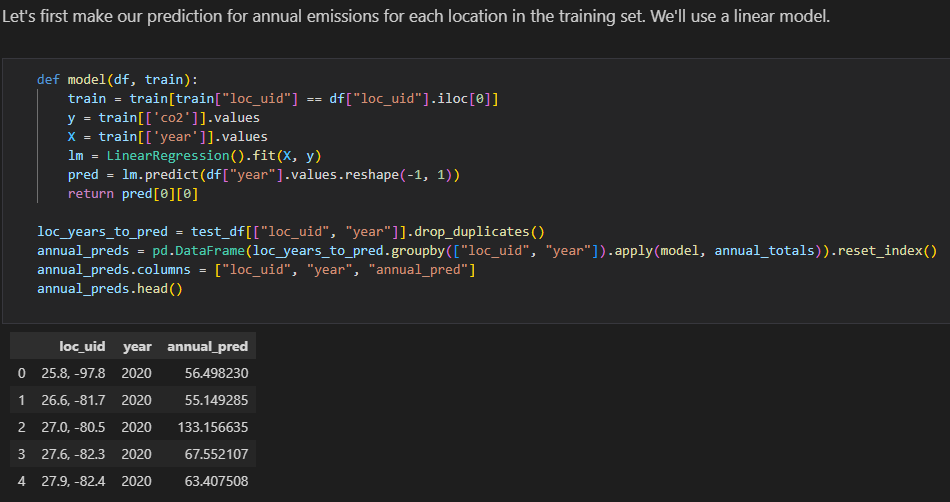 Let's first make our prediction for annual emissions for each location in the training set. We'll use a linear model.
def model(df, train):
    train = train[train["loc_uid"] == df["loc_uid"].iloc[0]]
    y = train[['co2']].values
    X = train[['year']].values
    lm = LinearRegression().fit(X, y)
    pred = lm.predict(df["year"].values.reshape(-1, 1))
    return pred[0][0]
loc_years_to_pred = test_df[["loc_uid", "year"]].drop_duplicates()
annual_preds = pd.DataFrame(loc_years_to_pred.groupby(["loc_uid", "year"]).apply(model, annual_totals)).reset_index()
annual_preds.columns = ["loc_uid", "year", "annual_pred"]
annual_preds.head()
loc_uid year annual_pred
0 25.8, -97.8 2020 56.498230
1 26.6, -81.7 2020 55.149285
2 27.0, -80.5 2020 133.156635
3 27.6, -82.3 2020 67.552107
4 27.9, -82.4 2020 63.407508